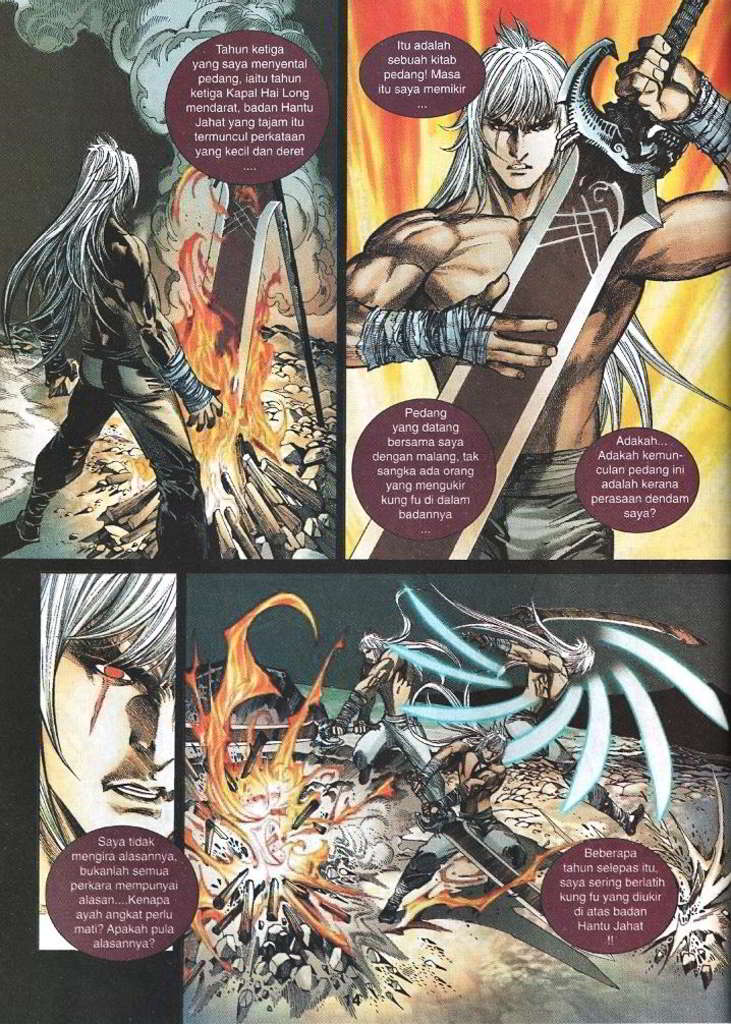 Tahun ketiga
yang saya menyental
pedang, iaitu tahun
ketiga Kapal Hai Long
mendarat, badan Hantu
Jahat yang tajam itu
termuncul perkataan
yang kecil dan deret
....
Itu adalah
sebuah kitab
pedang! Masa
itu saya memikir
...
Pedang
yang datang
bersama saya
dengan malang, tak
sangka ada orang
yang mengukir
kung fu di dalam
badannya
...
Adakah...
Adakah kemun-
culan pedang ini
adalah kerana
perasaan dendam
saya?
Saya tidak
mengira alasannya,
bukanlah semua
perkara mempunyai
alasan....Kenapa
ayah angkat perlu
mati? Apakah pula
alasannya?
Beberapa
tahun selepas itu,
saya sering berlatih
kung fu yang diukir
di atas badan
Hantu Jahat
!!
14